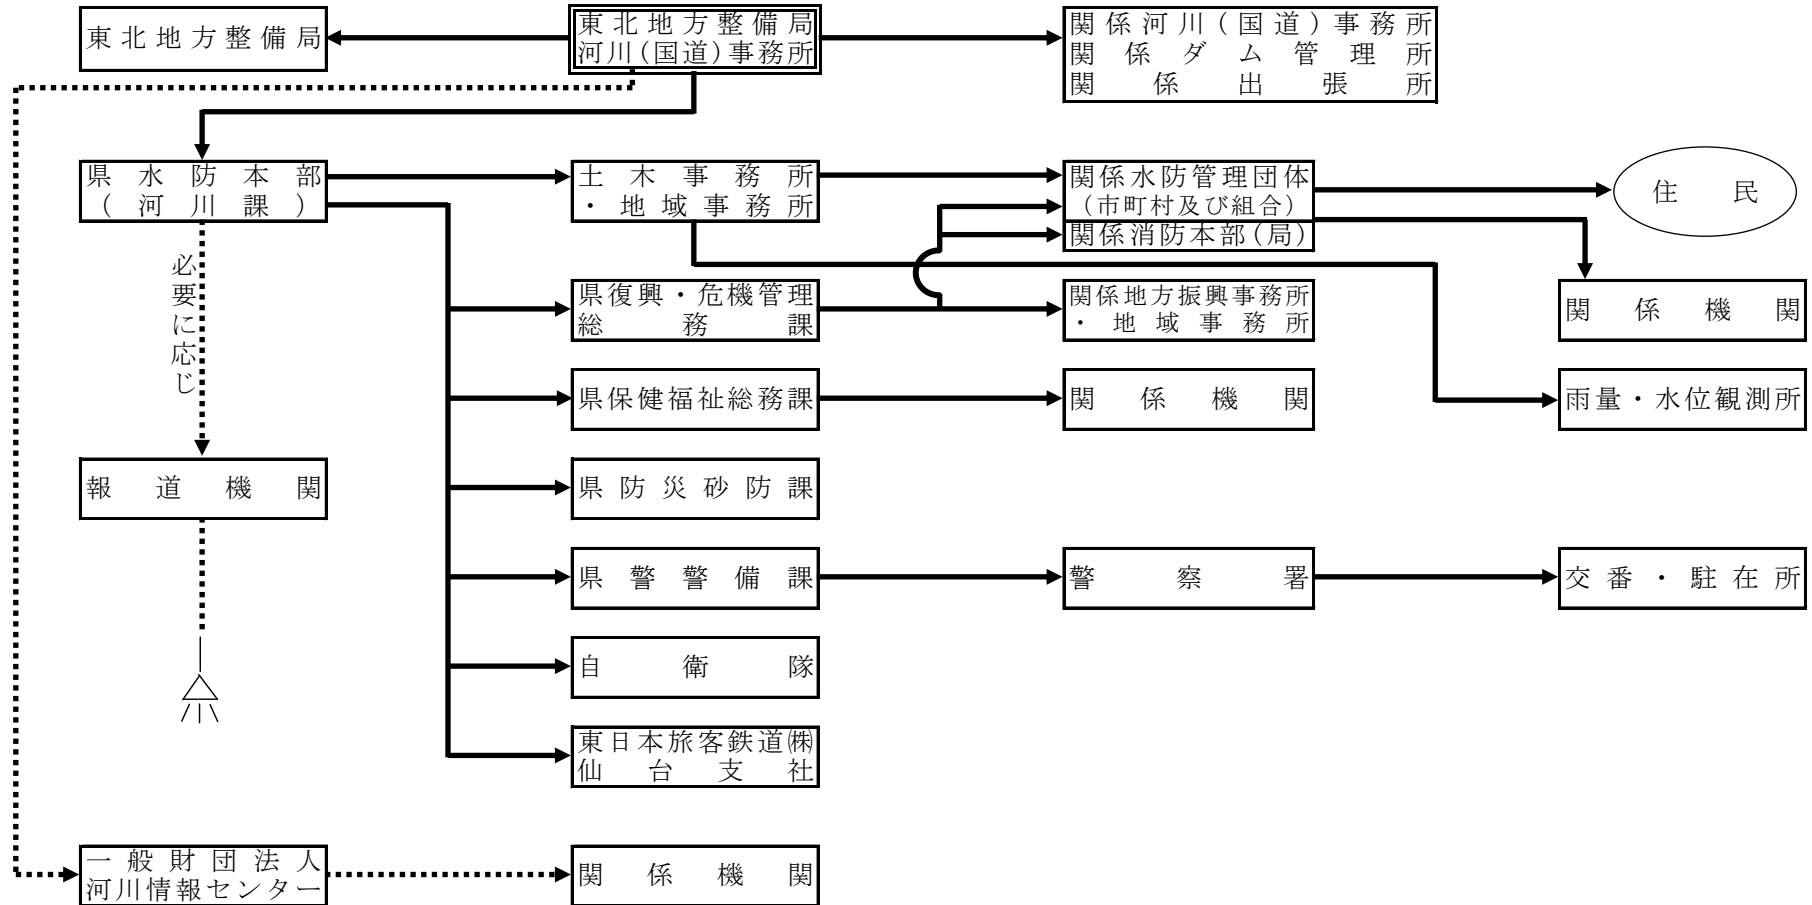 東北地方整備局
東北地方整備局
河川(国道)事務所
関係河川(国道)事務所
関係ダム管理所
関係出張所
県水防本部
(河川課)
土木事務所
・地域事務所
関係水防管理団体
(市町村及び組合)
関係消防本部(局)
住民
必要に応じ
県復興・危機管理
総務課
関係地方振興事務所
・地域事務所
関係機関
県保健福祉総務課
関係機関
雨量・水位観測所
報道機関
県防災砂防課
県警警備課
警察署
交番・駐在所
自衛隊
東日本旅客鉄道㈱
仙台支社
一般財団法人
河川情報センター
関係機関